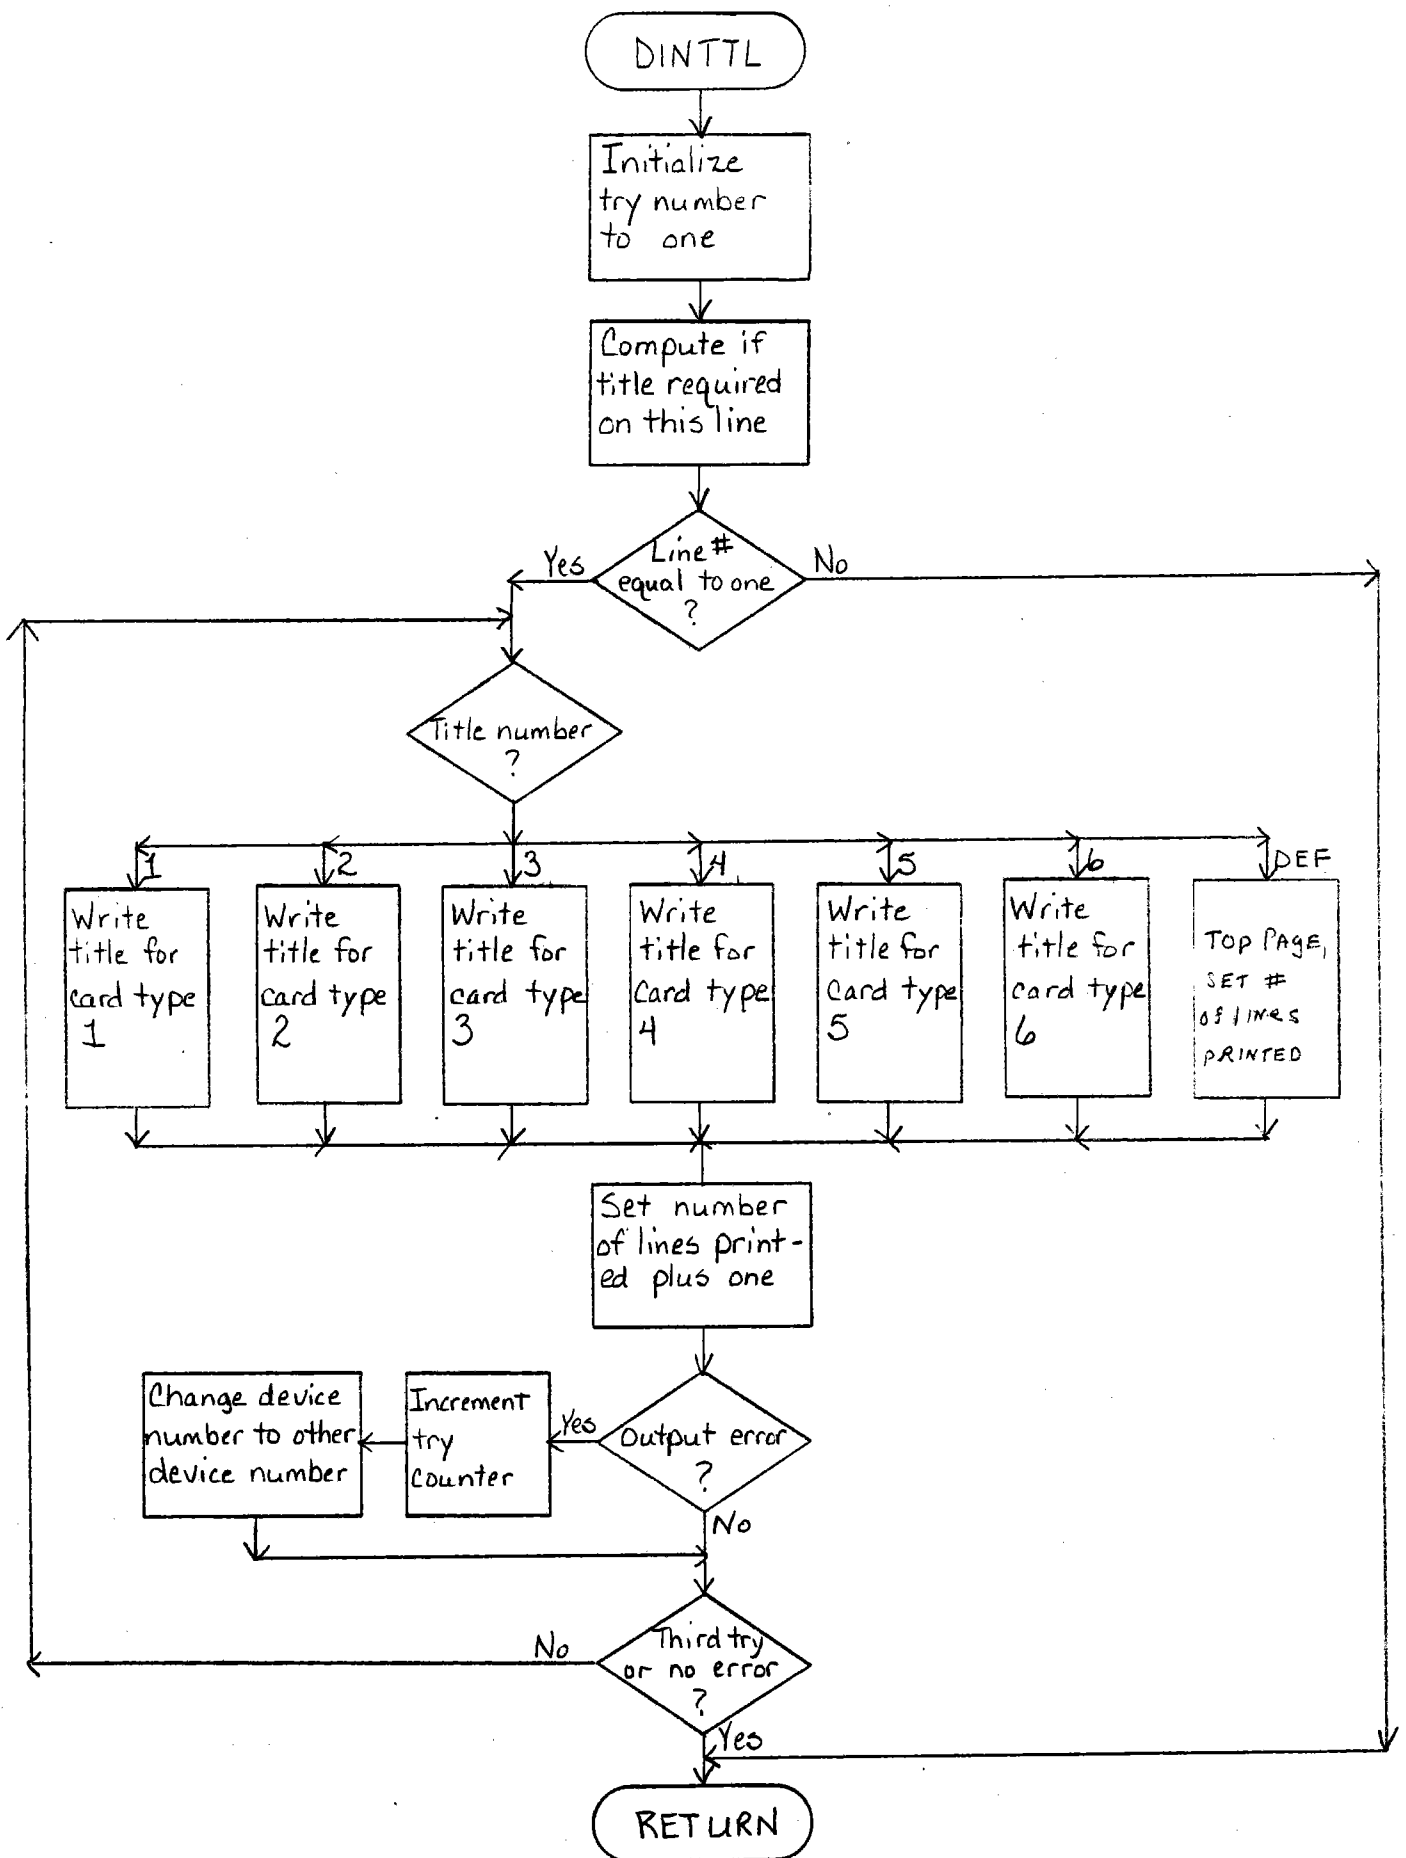 DINTTL
Initialize
try number
to one
Compute if
title required
on this line
Line #
equal to one
?
Yes
No
Title number
?
1
2
3
4
5
6
DEF
Write
title for
card type
1
Write
title for
card type
2
Write
title for
card type
3
Write
title for
card type
4
Write
title for
card type
5
Write
title for
card type
6
TOP PAGE,
SET #
of lines
PRINTED
Set number
of lines print-
ed plus one
Output error
?
Yes
No
Increment
try
counter
Change device
number to other
device number
Third try
or no error
?
No
Yes
RETURN